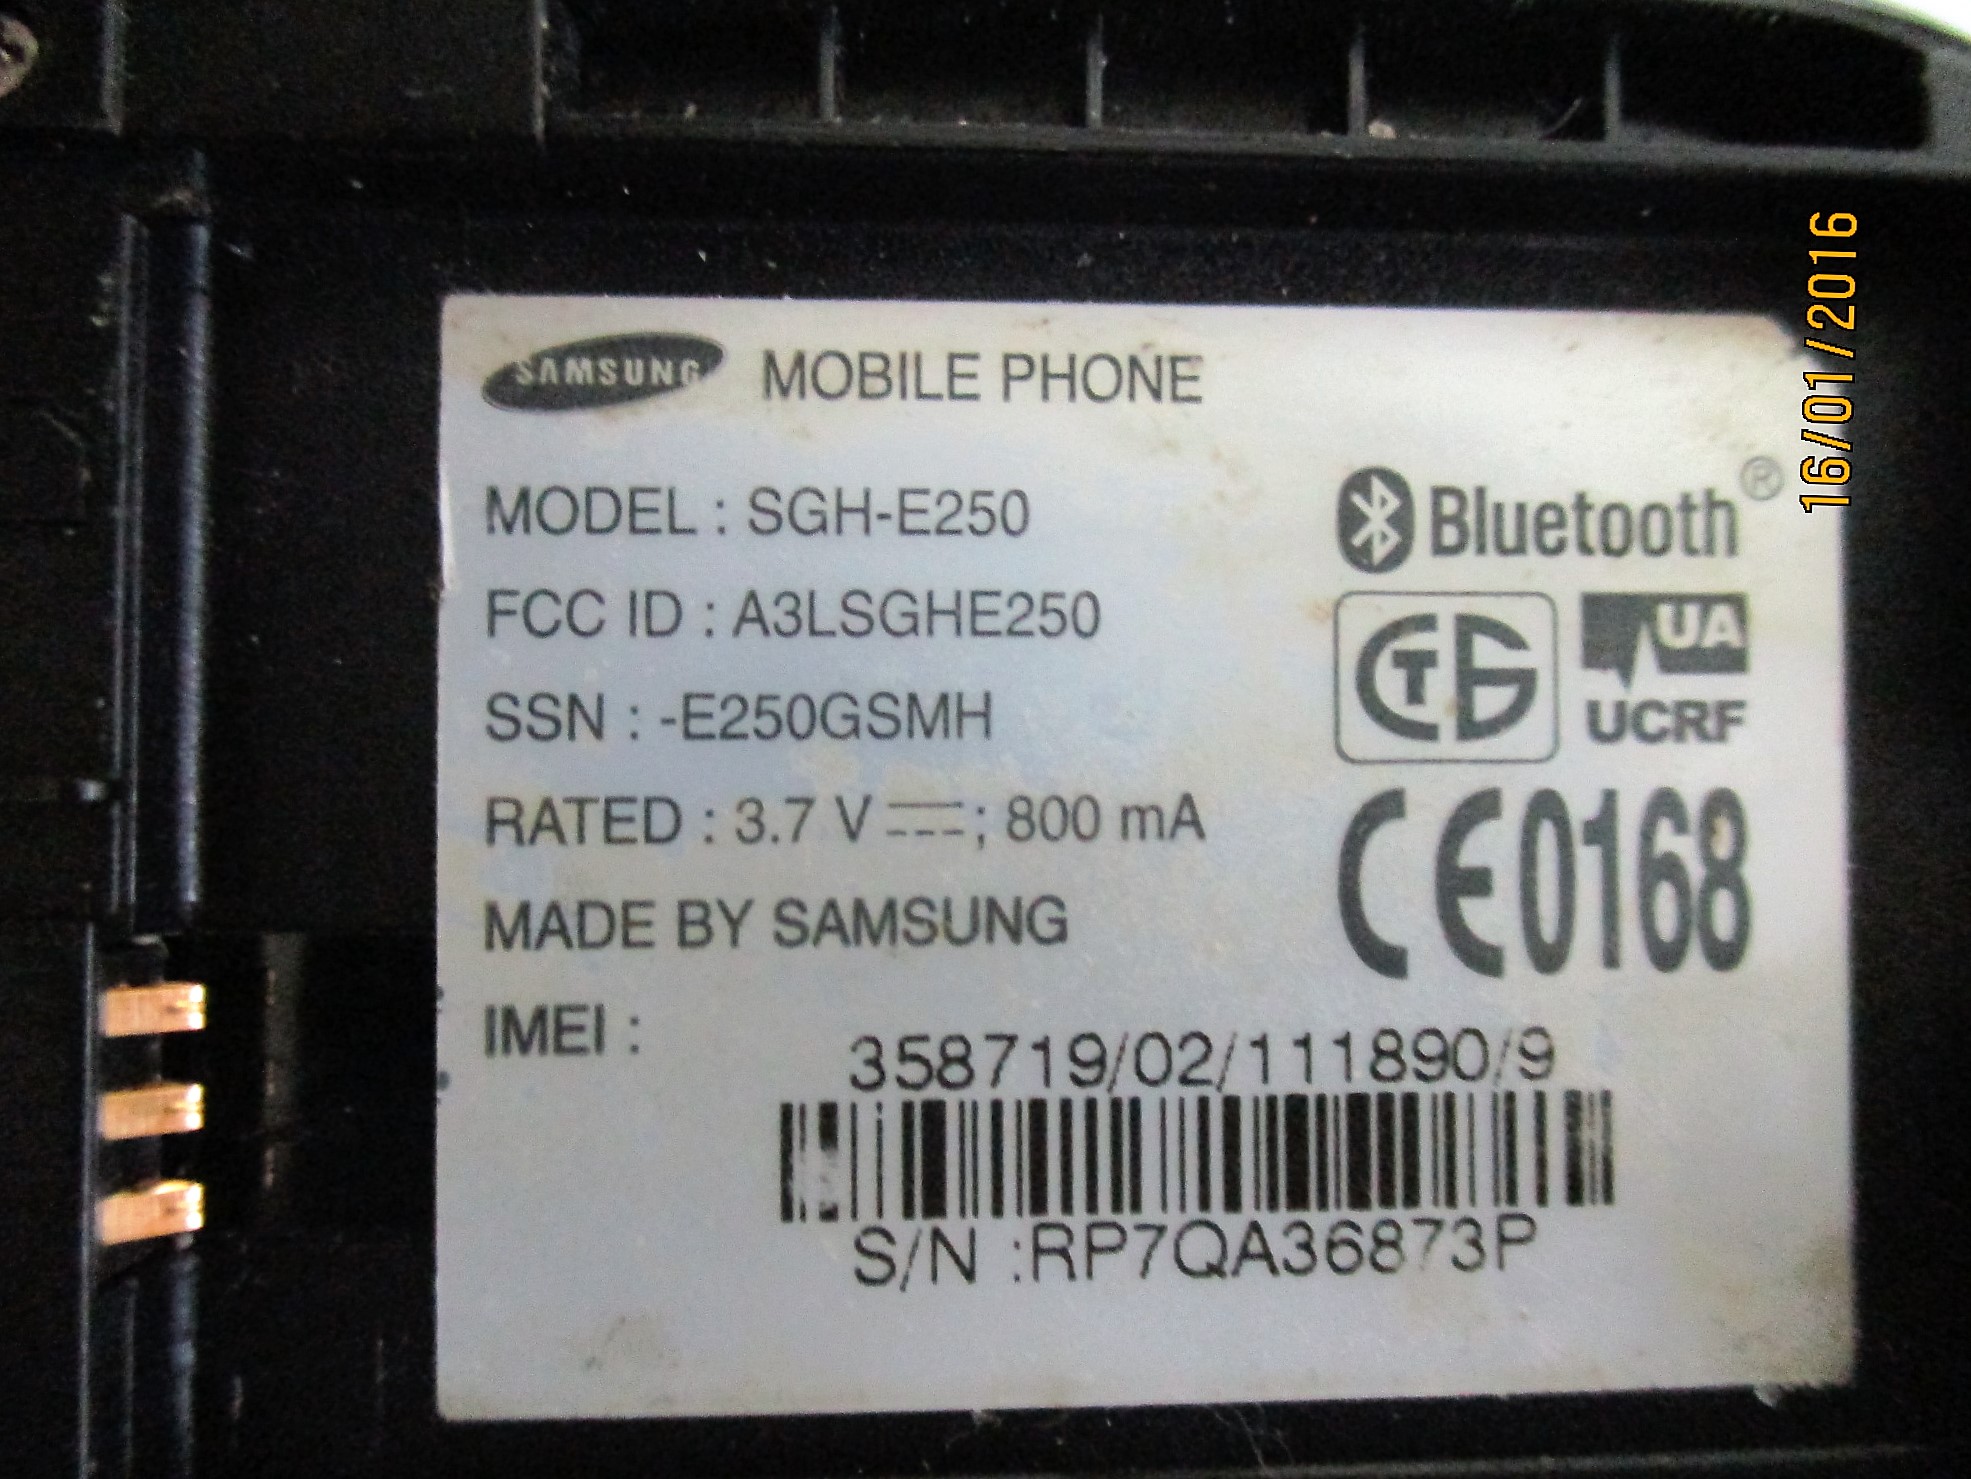 SAMSUNG MOBILE PHONE
MODEL : SGH-E250
FCC ID : A3LSGHE250
SSN : -E250GSMH
RATED : 3.7 V ⎓; 800 mA
MADE BY SAMSUNG
IMEI :
358719/02/111890/9
S/N :RP7QA36873P
Bluetooth®
UA
UCRF
CE0168
16/01/2016